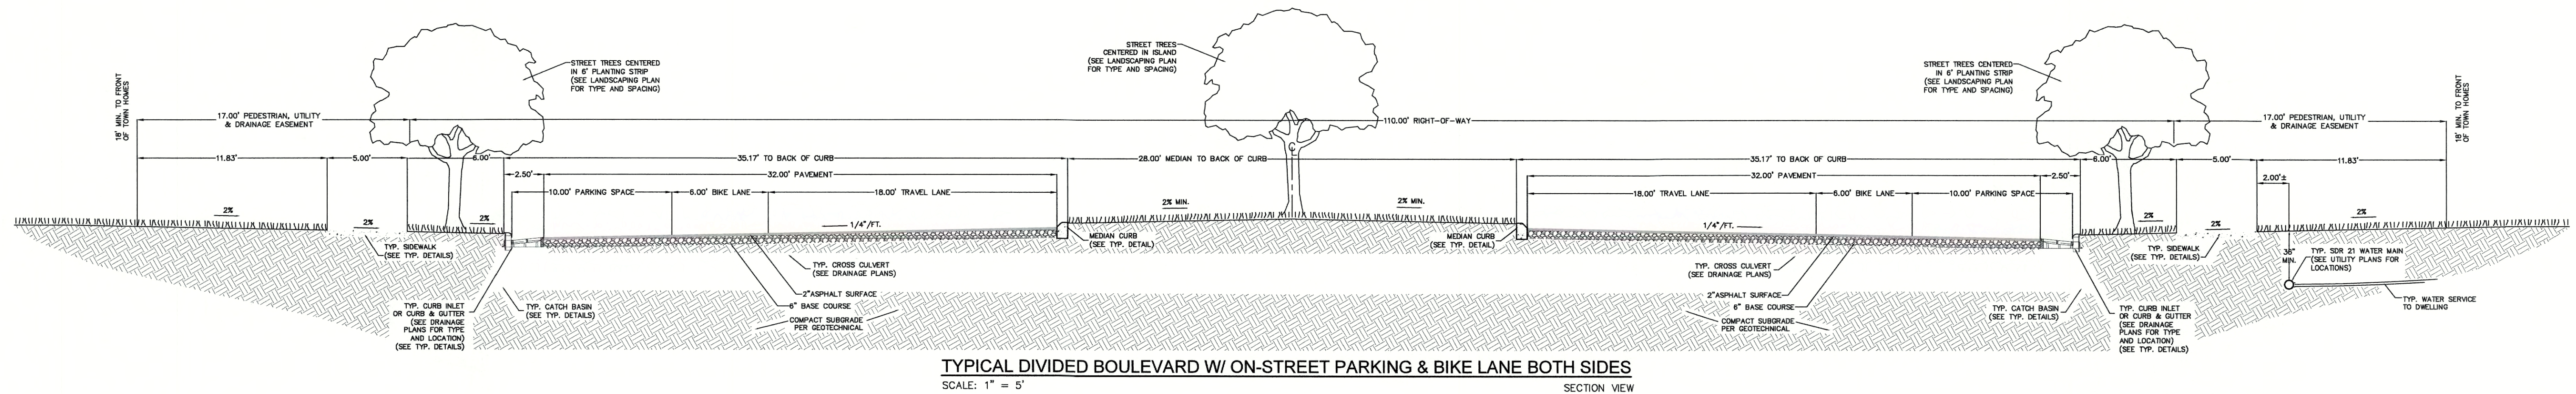 STREET TREES CENTERED
IN 6' PLANTING STRIP
(SEE LANDSCAPING PLAN
FOR TYPE AND SPACING)
STREET TREES
CENTERED IN ISLAND
(SEE LANDSCAPING PLAN
FOR TYPE AND SPACING)
STREET TREES CENTERED
IN 6' PLANTING STRIP
(SEE LANDSCAPING PLAN
FOR TYPE AND SPACING)
18' MIN. TO FRONT
OF TOWN HOMES
17.00' PEDESTRIAN, UTILITY
& DRAINAGE EASEMENT
110.00' RIGHT-OF-WAY
17.00' PEDESTRIAN, UTILITY
& DRAINAGE EASEMENT
18' MIN. TO FRONT
OF TOWN HOMES
11.83'
5.00'
6.00'
35.17' TO BACK OF CURB
28.00' MEDIAN TO BACK OF CURB
35.17' TO BACK OF CURB
6.00'
5.00'
11.83'
2.50'
32.00' PAVEMENT
32.00' PAVEMENT
2.50'
2.00'±
10.00' PARKING SPACE
6.00' BIKE LANE
18.00' TRAVEL LANE
18.00' TRAVEL LANE
6.00' BIKE LANE
10.00' PARKING SPACE
2%
2%
2%
1/4"/FT.
2% MIN.
2% MIN.
1/4"/FT.
2%
2%
2%
TYP. SIDEWALK
(SEE TYP. DETAILS)
MEDIAN CURB
(SEE TYP. DETAIL)
MEDIAN CURB
(SEE TYP. DETAIL)
TYP. SIDEWALK
(SEE TYP. DETAILS)
36"
MIN.
TYP. SDR 21 WATER MAIN
(SEE UTILITY PLANS FOR
LOCATIONS)
TYP. CROSS CULVERT
(SEE DRAINAGE PLANS)
TYP. CROSS CULVERT
(SEE DRAINAGE PLANS)
2"ASPHALT SURFACE
6" BASE COURSE
COMPACT SUBGRADE
PER GEOTECHNICAL
2"ASPHALT SURFACE
6" BASE COURSE
COMPACT SUBGRADE
PER GEOTECHNICAL
TYP. CURB INLET
OR CURB & GUTTER
(SEE DRAINAGE
PLANS FOR TYPE
AND LOCATION)
(SEE TYP. DETAILS)
TYP. CATCH BASIN
(SEE TYP. DETAILS)
TYP. CATCH BASIN
(SEE TYP. DETAILS)
TYP. CURB INLET
OR CURB & GUTTER
(SEE DRAINAGE
PLANS FOR TYPE
AND LOCATION)
(SEE TYP. DETAILS)
TYP. WATER SERVICE
TO DWELLING
TYPICAL DIVIDED BOULEVARD W/ ON-STREET PARKING & BIKE LANE BOTH SIDES
SCALE: 1" = 5'
SECTION VIEW